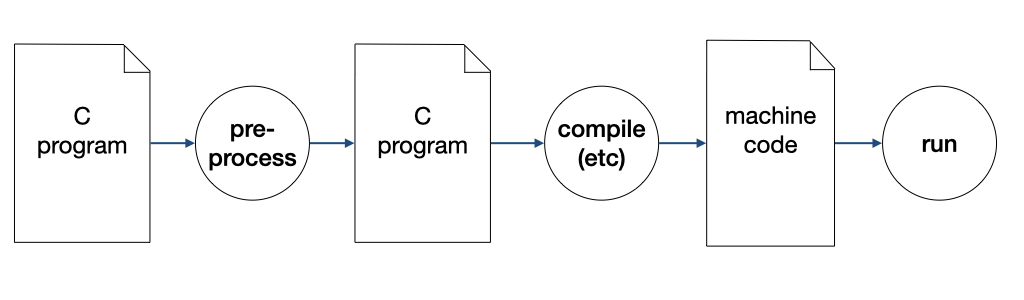 C
program
pre-
process
C
program
compile
(etc)
machine
code
run